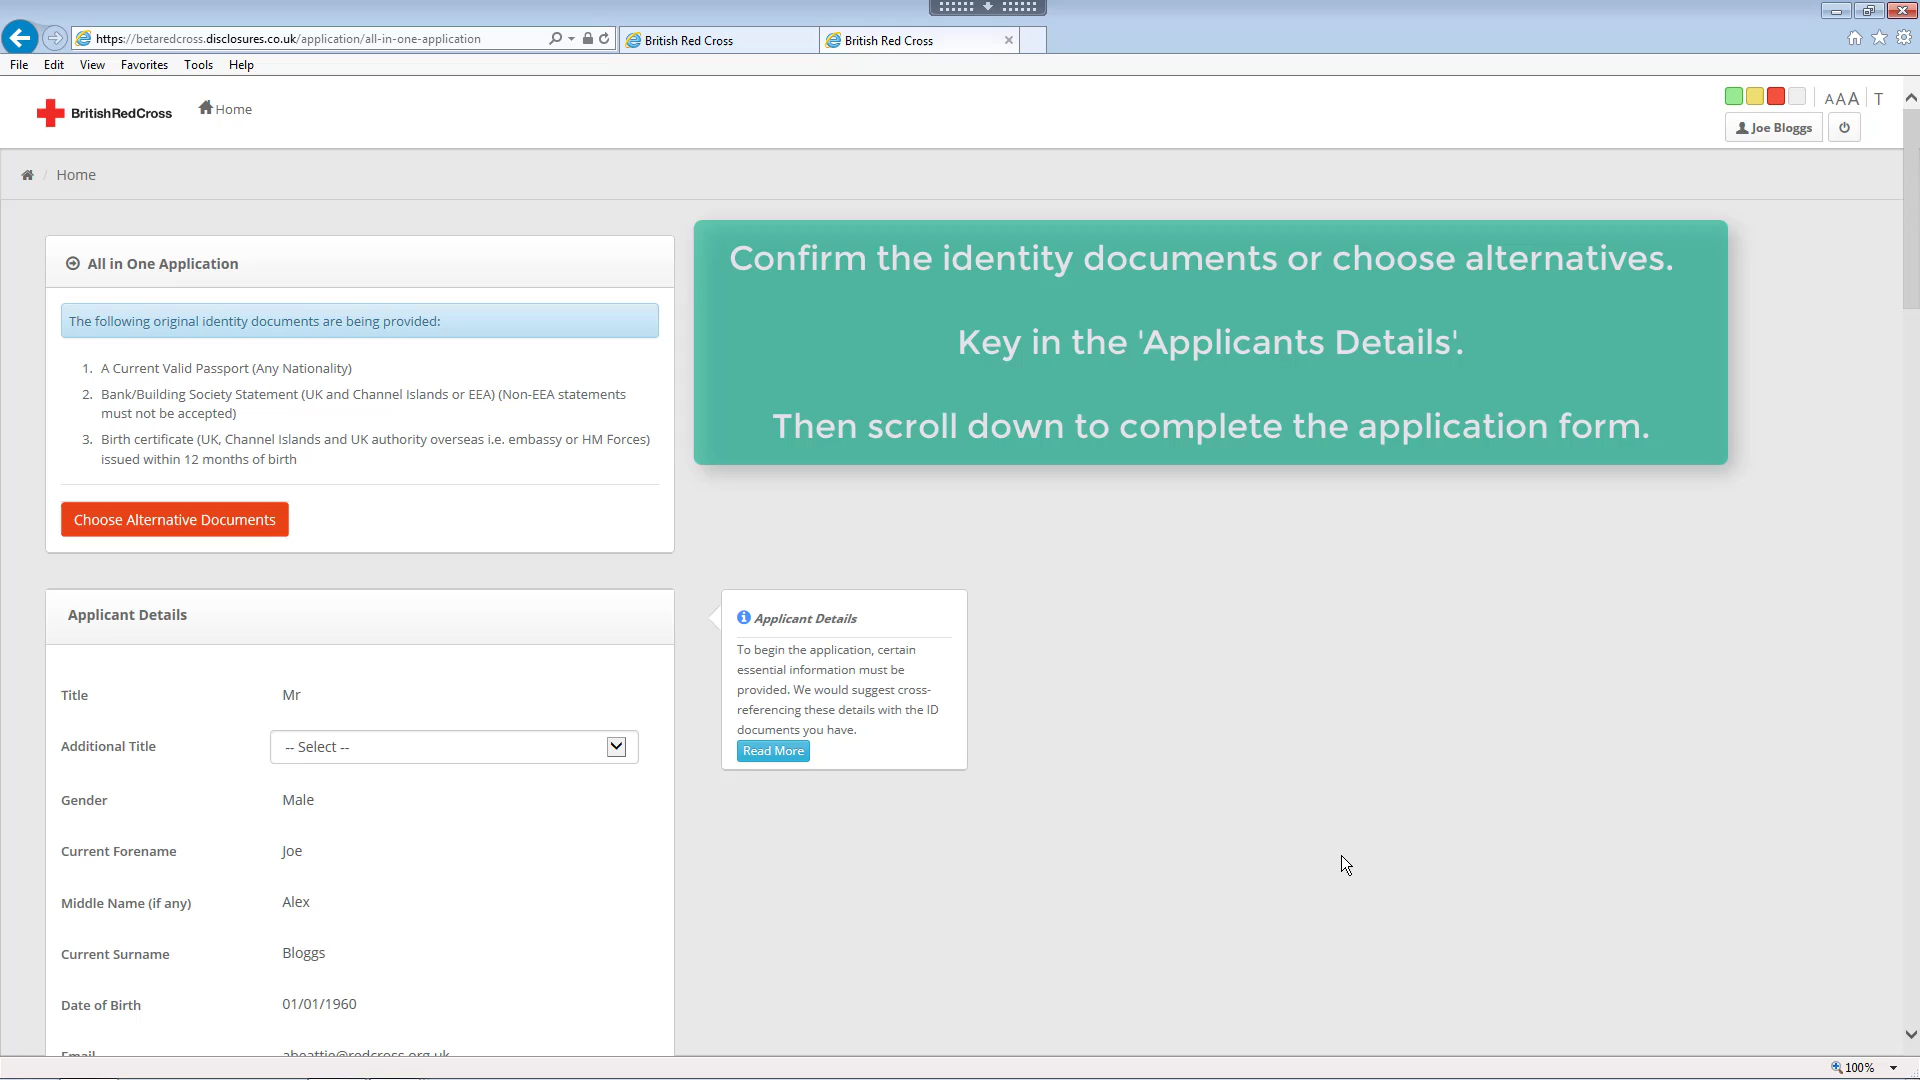 https://betaredcross.disclosures.co.uk/application/all-in-one-application
British Red Cross
British Red Cross
File Edit View Favorites Tools Help
BritishRedCross
Home
A A A T
Joe Bloggs
Home
All in One Application
The following original identity documents are being provided:
1. A Current Valid Passport (Any Nationality)
2. Bank/Building Society Statement (UK and Channel Islands or EEA) (Non-EEA statements
must not be accepted)
3. Birth certificate (UK, Channel Islands and UK authority overseas i.e. embassy or HM Forces)
issued within 12 months of birth
Choose Alternative Documents
Confirm the identity documents or choose alternatives.
Key in the 'Applicants Details'.
Then scroll down to complete the application form.
Applicant Details
Title Mr
Additional Title -- Select --
Gender Male
Current Forename Joe
Middle Name (if any) Alex
Current Surname Bloggs
Date of Birth 01/01/1960
Email abeattie@redcross.org.uk
Applicant Details
To begin the application, certain
essential information must be
provided. We would suggest cross-
referencing these details with the ID
documents you have.
Read More
100%